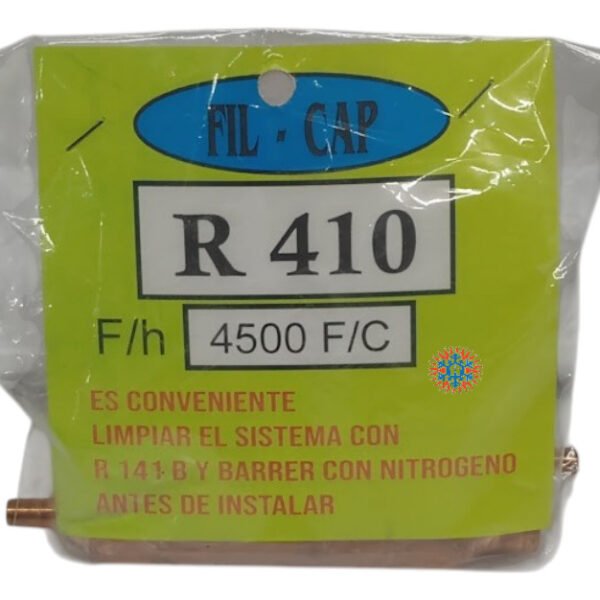 FIL - CAP
R 410
F/h 4500 F/C
ES CONVENIENTE
LIMPIAR EL SISTEMA CON
R 141-B Y BARRER CON NITROGENO
ANTES DE INSTALAR